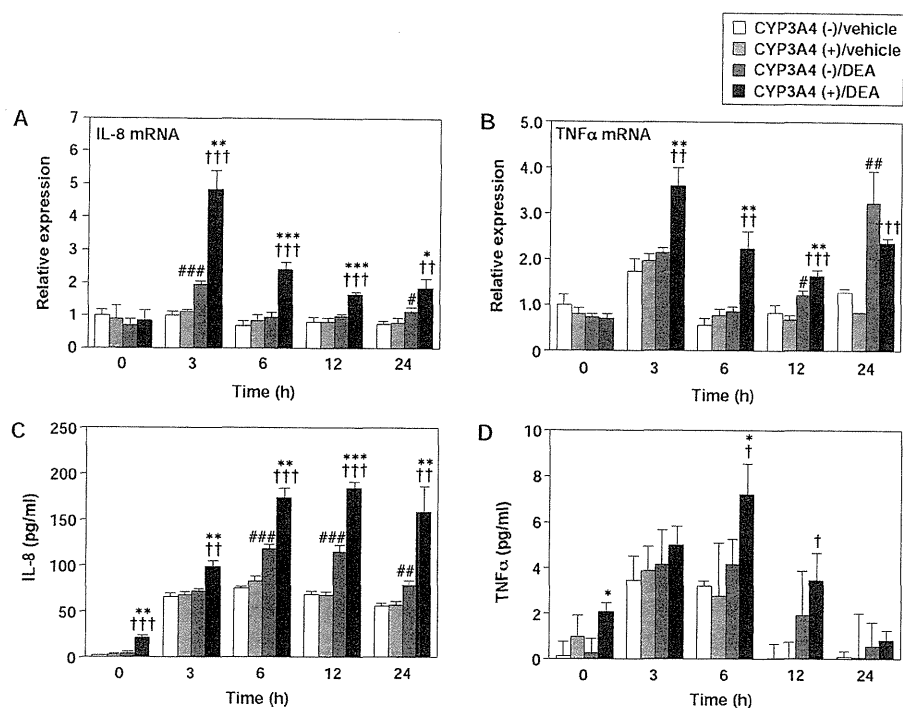 CYP3A4 (-)/vehicle
CYP3A4 (+)/vehicle
CYP3A4 (-)/DEA
CYP3A4 (+)/DEA
A
IL-8 mRNA
Relative expression
7
6
5
4
3
2
1
0
###
**
†††
***
†††
***
†††
#
*
††
0 3 6 12 24
Time (h)
B
TNFα mRNA
Relative expression
5.0
4.0
3.0
2.0
1.0
0
**
††
**
††
#
**
†††
##
†††
0 3 6 12 24
Time (h)
C
IL-8 (pg/ml)
250
200
150
100
50
0
**
†††
**
††
###
**
†††
###
***
†††
##
**
††
0 3 6 12 24
Time (h)
D
TNFα (pg/ml)
10
8
6
4
2
0
*
*
†
†
0 3 6 12 24
Time (h)